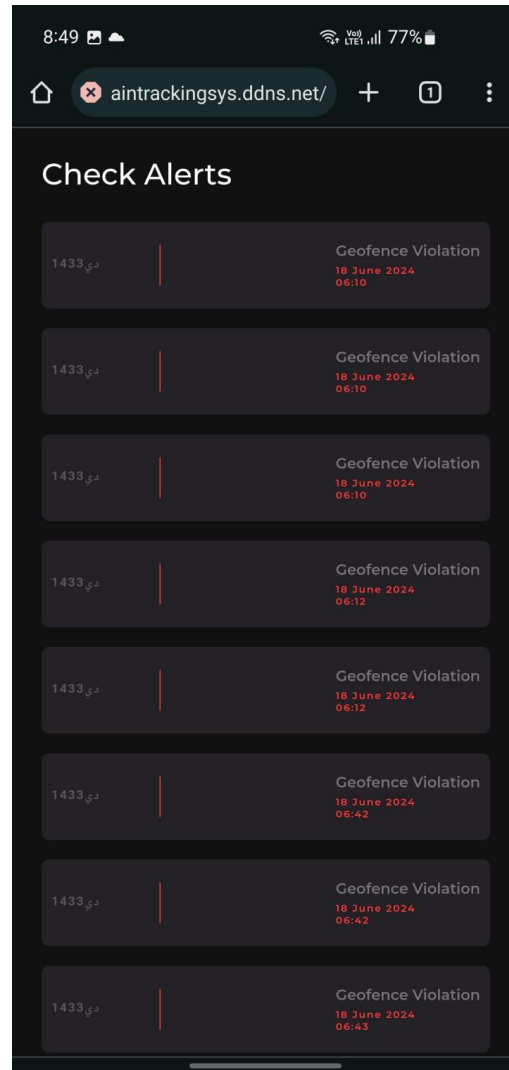 8:49 77%
Vo)) LTE1
aintrackingsys.ddns.net/ 1
Check Alerts
دي1433
Geofence Violation
18 June 2024
06:10
دي1433
Geofence Violation
18 June 2024
06:10
دي1433
Geofence Violation
18 June 2024
06:10
دي1433
Geofence Violation
18 June 2024
06:12
دي1433
Geofence Violation
18 June 2024
06:12
دي1433
Geofence Violation
18 June 2024
06:42
دي1433
Geofence Violation
18 June 2024
06:42
دي1433
Geofence Violation
18 June 2024
06:43